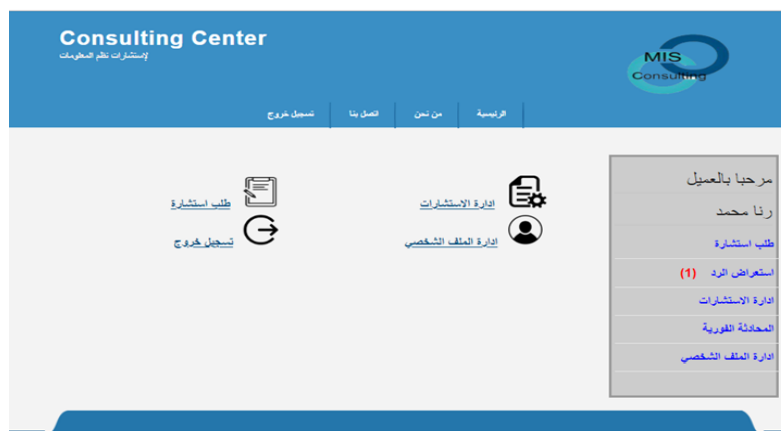 Consulting Center
لإستشارات نظم المعلومات
MIS
Consulting
الرئيسية من نحن اتصل بنا تسجيل خروج
مرحبا بالعميل
رنا محمد
طلب استشارة
استعراض الرد (1)
ادارة الاستشارات
المحادثة الفورية
ادارة الملف الشخصي
ادارة الاستشارات
طلب استشارة
ادارة الملف الشخصي
تسجيل خروج